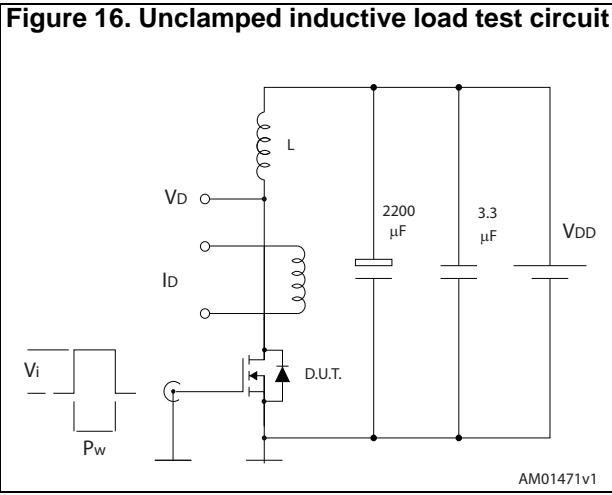 Figure 16. Unclamped inductive load test circuit
L
VD
2200
μF
3.3
μF
VDD
ID
Vi
D.U.T.
Pw
AM01471v1